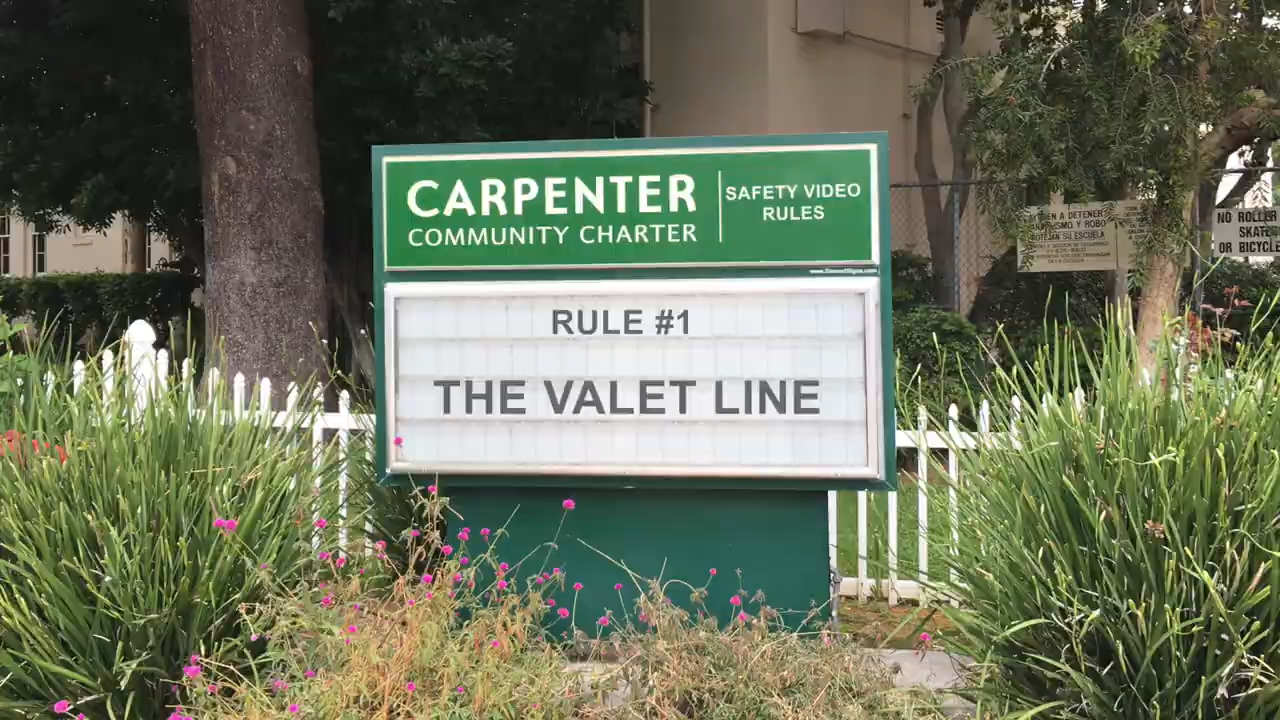 CARPENTER
COMMUNITY CHARTER
SAFETY VIDEO
RULES
RULE #1
THE VALET LINE
NO ROLLER
SKATE
OR BICYCLE